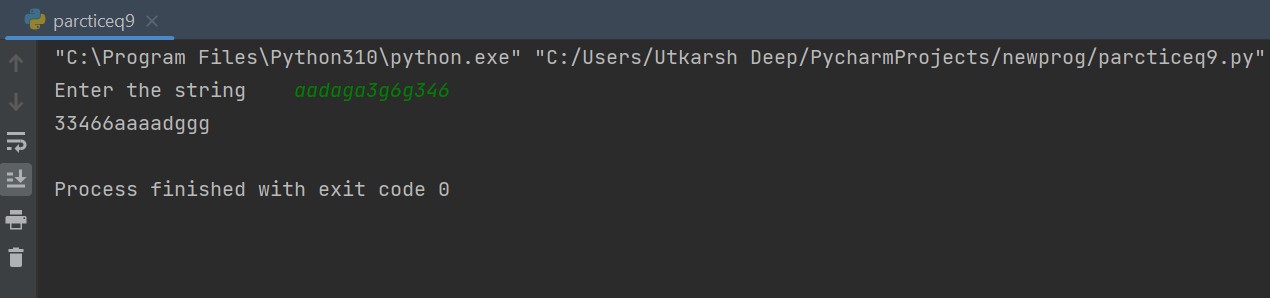 parcticeq9
"C:\Program Files\Python310\python.exe" "C:/Users/Utkarsh Deep/PycharmProjects/newprog/parcticeq9.py"
Enter the string    aadaga3g6g346
33466aaaadggg
Process finished with exit code 0